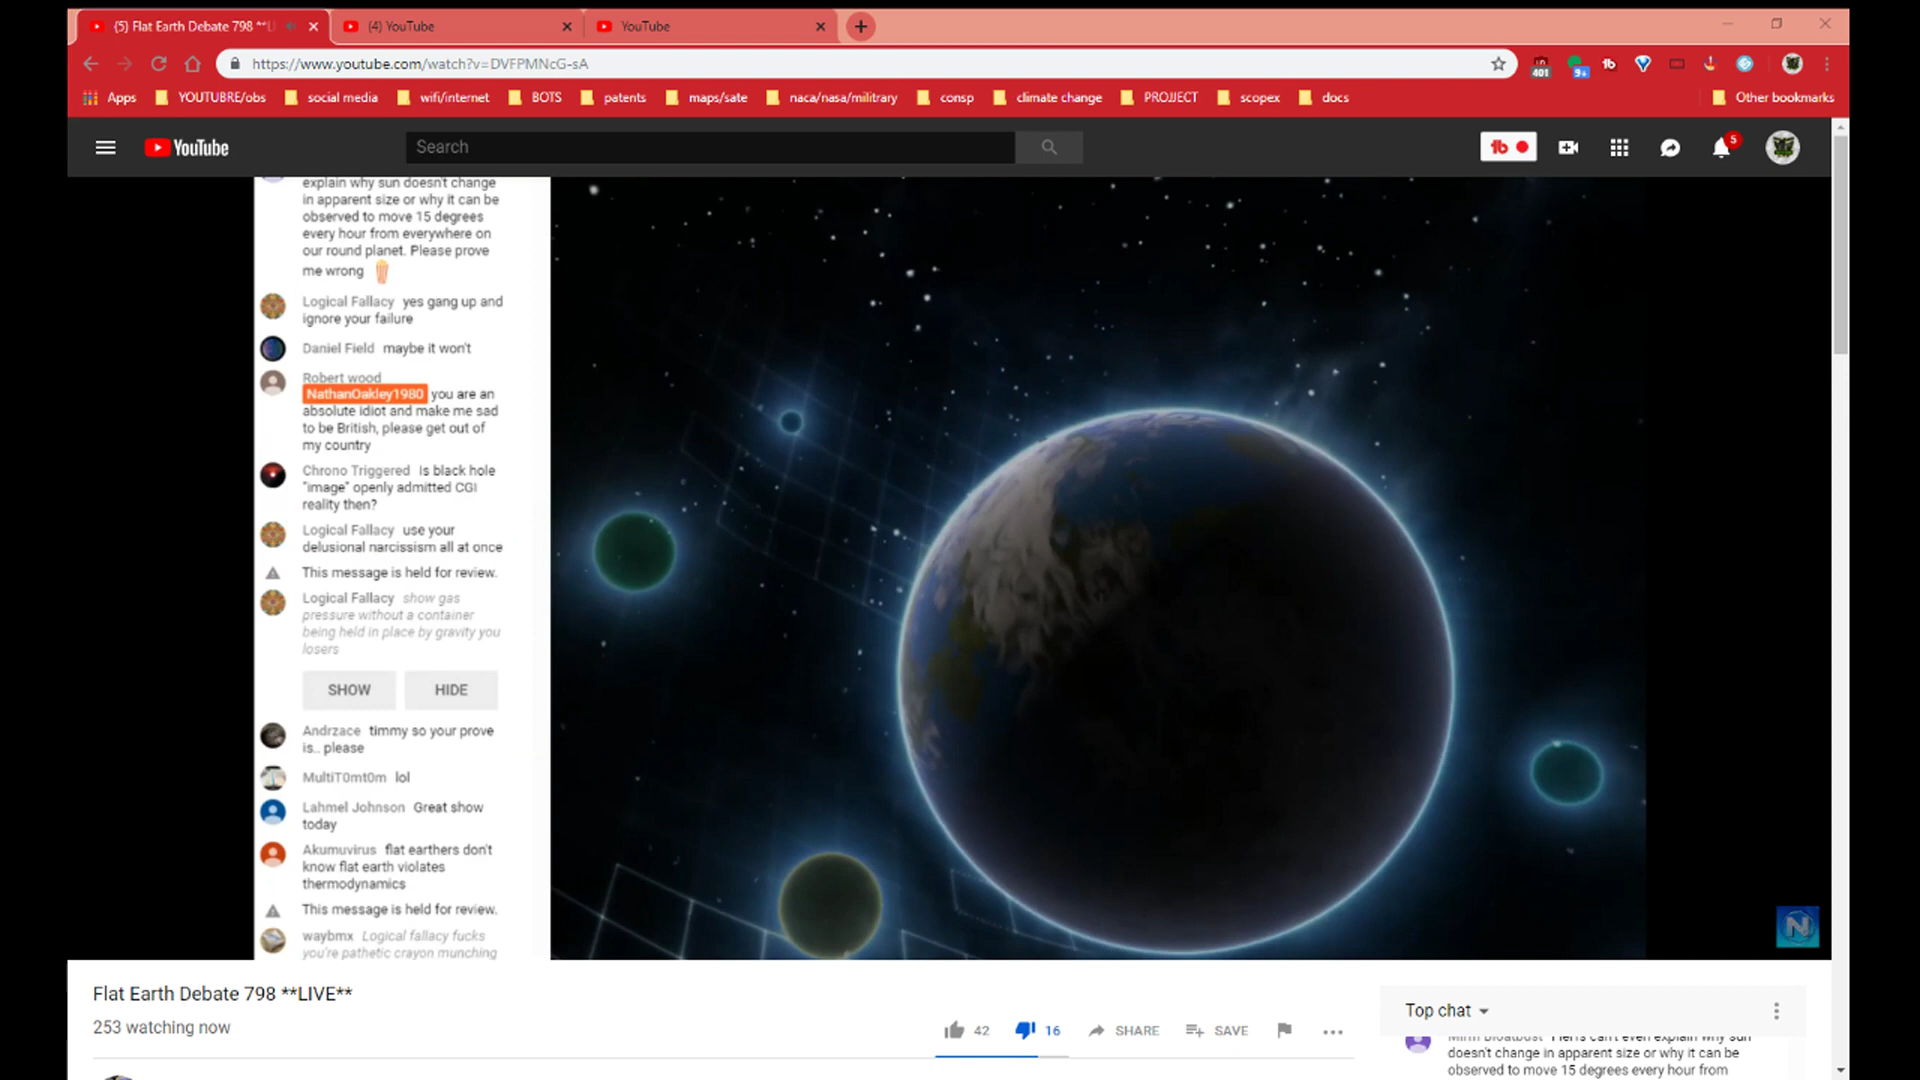 (5) Flat Earth Debate 798 **L
(4) YouTube
YouTube
https://www.youtube.com/watch?v=DVFPMNcG-sA
401
9+
Apps
YOUTUBRE/obs
social media
wifi/internet
BOTS
patents
maps/sate
naca/nasa/militrary
consp
climate change
PROJJECT
scopex
docs
Other bookmarks
YouTube
Search
5
explain why sun doesn't change
in apparent size or why it can be
observed to move 15 degrees
every hour from everywhere on
our round planet. Please prove
me wrong
Logical Fallacy yes gang up and
ignore your failure
Daniel Field maybe it won't
Robert wood
NathanOakley1980 you are an
absolute idiot and make me sad
to be British, please get out of
my country
Chrono Triggered Is black hole
"image" openly admitted CGI
reality then?
Logical Fallacy use your
delusional narcissism all at once
This message is held for review.
Logical Fallacy show gas
pressure without a container
being held in place by gravity you
losers
SHOW
HIDE
Andrzace timmy so your prove
is.. please
MultiT0mt0m lol
Lahmel Johnson Great show
today
Akumuvirus flat earthers don't
know flat earth violates
thermodynamics
This message is held for review.
waybmx Logical fallacy fucks
you're pathetic crayon munching
N
Flat Earth Debate 798 **LIVE**
253 watching now
42
16
SHARE
SAVE
Top chat
can't even explain why sun
doesn't change in apparent size or why it can be
observed to move 15 degrees every hour from